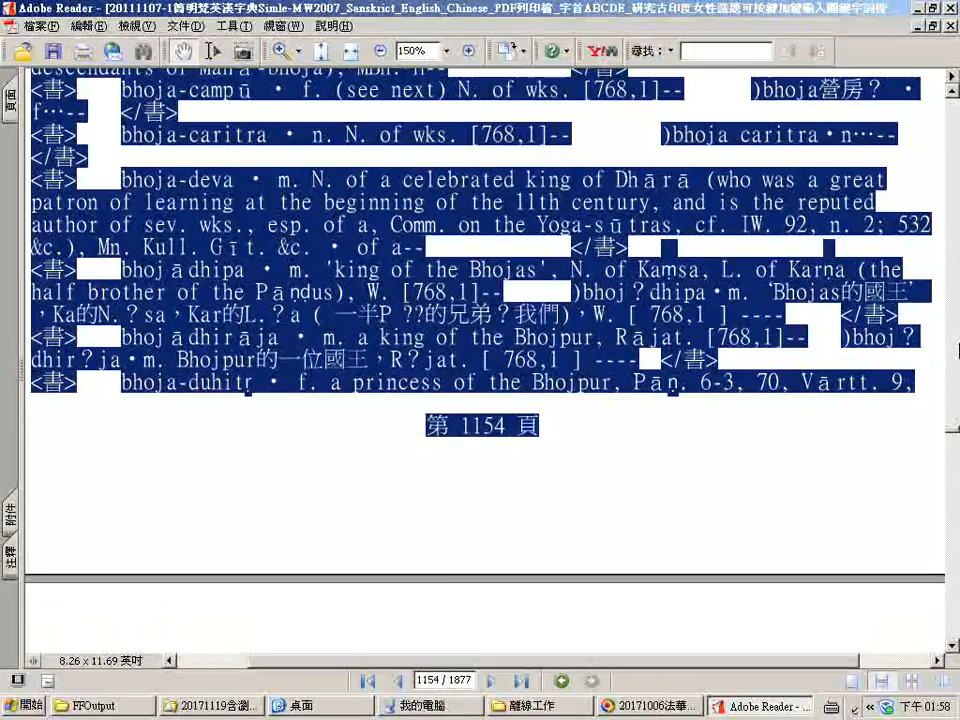 Adobe Reader - [20111107-1簡明梵英漢字典Simle-MW2007_Sanskrict_English_Chinese_PDF列印檔_字首ABCDE_研究古印度女性議題可按鍵加鍵輸入關鍵字詞搜
檔案(F) 編輯(E) 檢視(V) 文件(D) 工具(T) 視窗(W) 說明(H)
150% 尋找：
頁面
descendants of Mahā-bhoja), MBh. n-- </書>
<書> bhoja-campū · f. (see next) N. of wks. [768,1]-- )bhoja營房？ ·
f…-- </書>
<書> bhoja-caritra · n. N. of wks. [768,1]-- )bhoja caritra·n…--
</書>
<書> bhoja-deva · m. N. of a celebrated king of Dhārā (who was a great
patron of learning at the beginning of the 11th century, and is the reputed
author of sev. wks., esp. of a, Comm. on the Yoga-sūtras, cf. IW. 92, n. 2; 532
&c.), Mn. Kull. Gīt. &c. · of a-- </書>
<書> bhojādhipa · m. 'king of the Bhojas', N. of Kaṃsa, L. of Karṇa (the
half brother of the Pāṇḍus), W. [768,1]-- )bhoj？dhipa·m. ‘Bhojas的國王’
，Ka的N.？sa，Kar的L.？a ( 一半P ??的兄弟？我們)，W. [ 768,1 ] ---- </書>
<書> bhojādhirāja · m. a king of the Bhojpur, Rājat. [768,1]-- )bhoj？
dhir？ja·m. Bhojpur的一位國王，R？jat. [ 768,1 ] ---- </書>
<書> bhoja-duhitṛ · f. a princess of the Bhojpur, Pāṇ. 6-3, 70, Vārtt. 9,
第 1154 頁
附件
注釋
8.26 x 11.69 英吋
1154 / 1877
開始 FFOutput 20171119含瀏... 桌面 我的電腦 離線工作 20171006法華... Adobe Reader - ... 下午 01:58